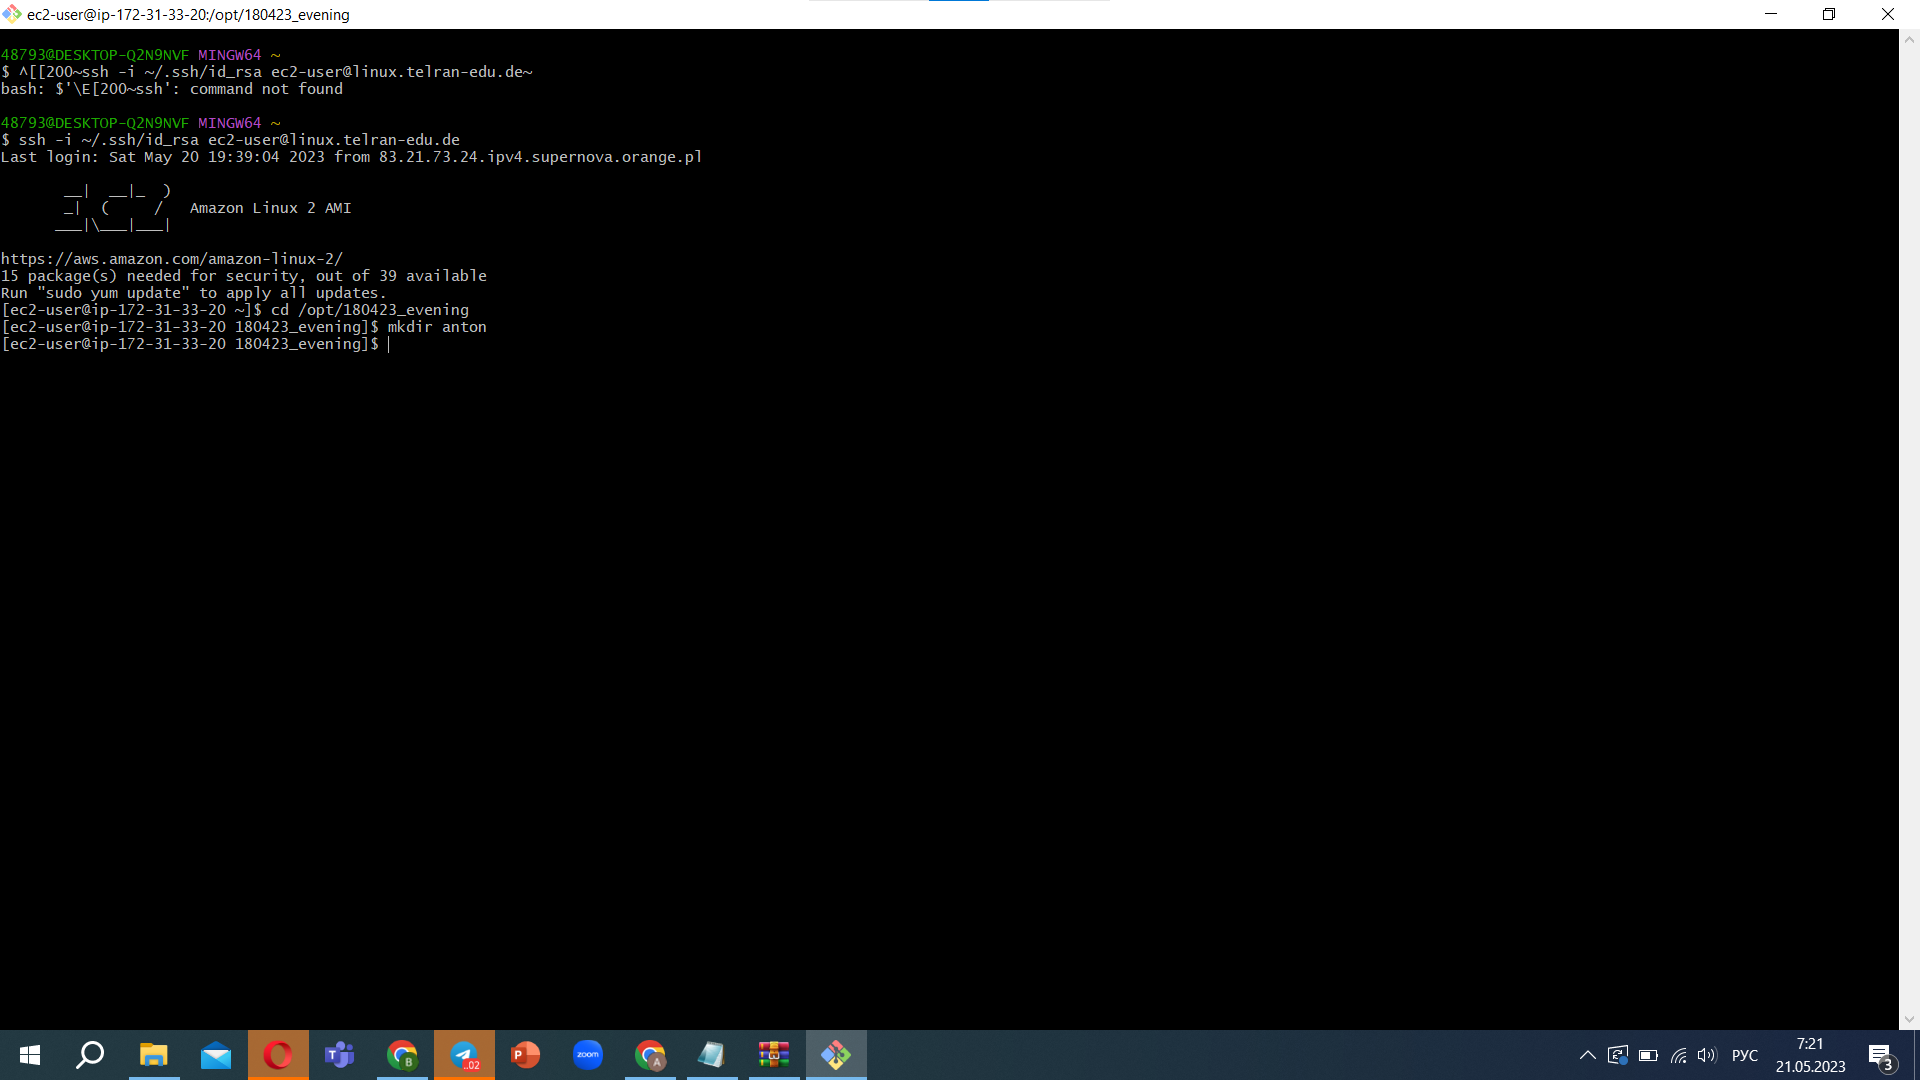 ec2-user@ip-172-31-33-20:/opt/180423_evening
48793@DESKTOP-Q2N9NVF MINGW64 ~
$ ^[[200~ssh -i ~/.ssh/id_rsa ec2-user@linux.telran-edu.de~
bash: $'\E[200~ssh': command not found
48793@DESKTOP-Q2N9NVF MINGW64 ~
$ ssh -i ~/.ssh/id_rsa ec2-user@linux.telran-edu.de
Last login: Sat May 20 19:39:04 2023 from 83.21.73.24.ipv4.supernova.orange.pl
       __|  __|_  )
       _|  (     /   Amazon Linux 2 AMI
      ___|\___|___|
https://aws.amazon.com/amazon-linux-2/
15 package(s) needed for security, out of 39 available
Run "sudo yum update" to apply all updates.
[ec2-user@ip-172-31-33-20 ~]$ cd /opt/180423_evening
[ec2-user@ip-172-31-33-20 180423_evening]$ mkdir anton
[ec2-user@ip-172-31-33-20 180423_evening]$
T
B
..02
P
zoom
A
РУС
7:21
21.05.2023
3